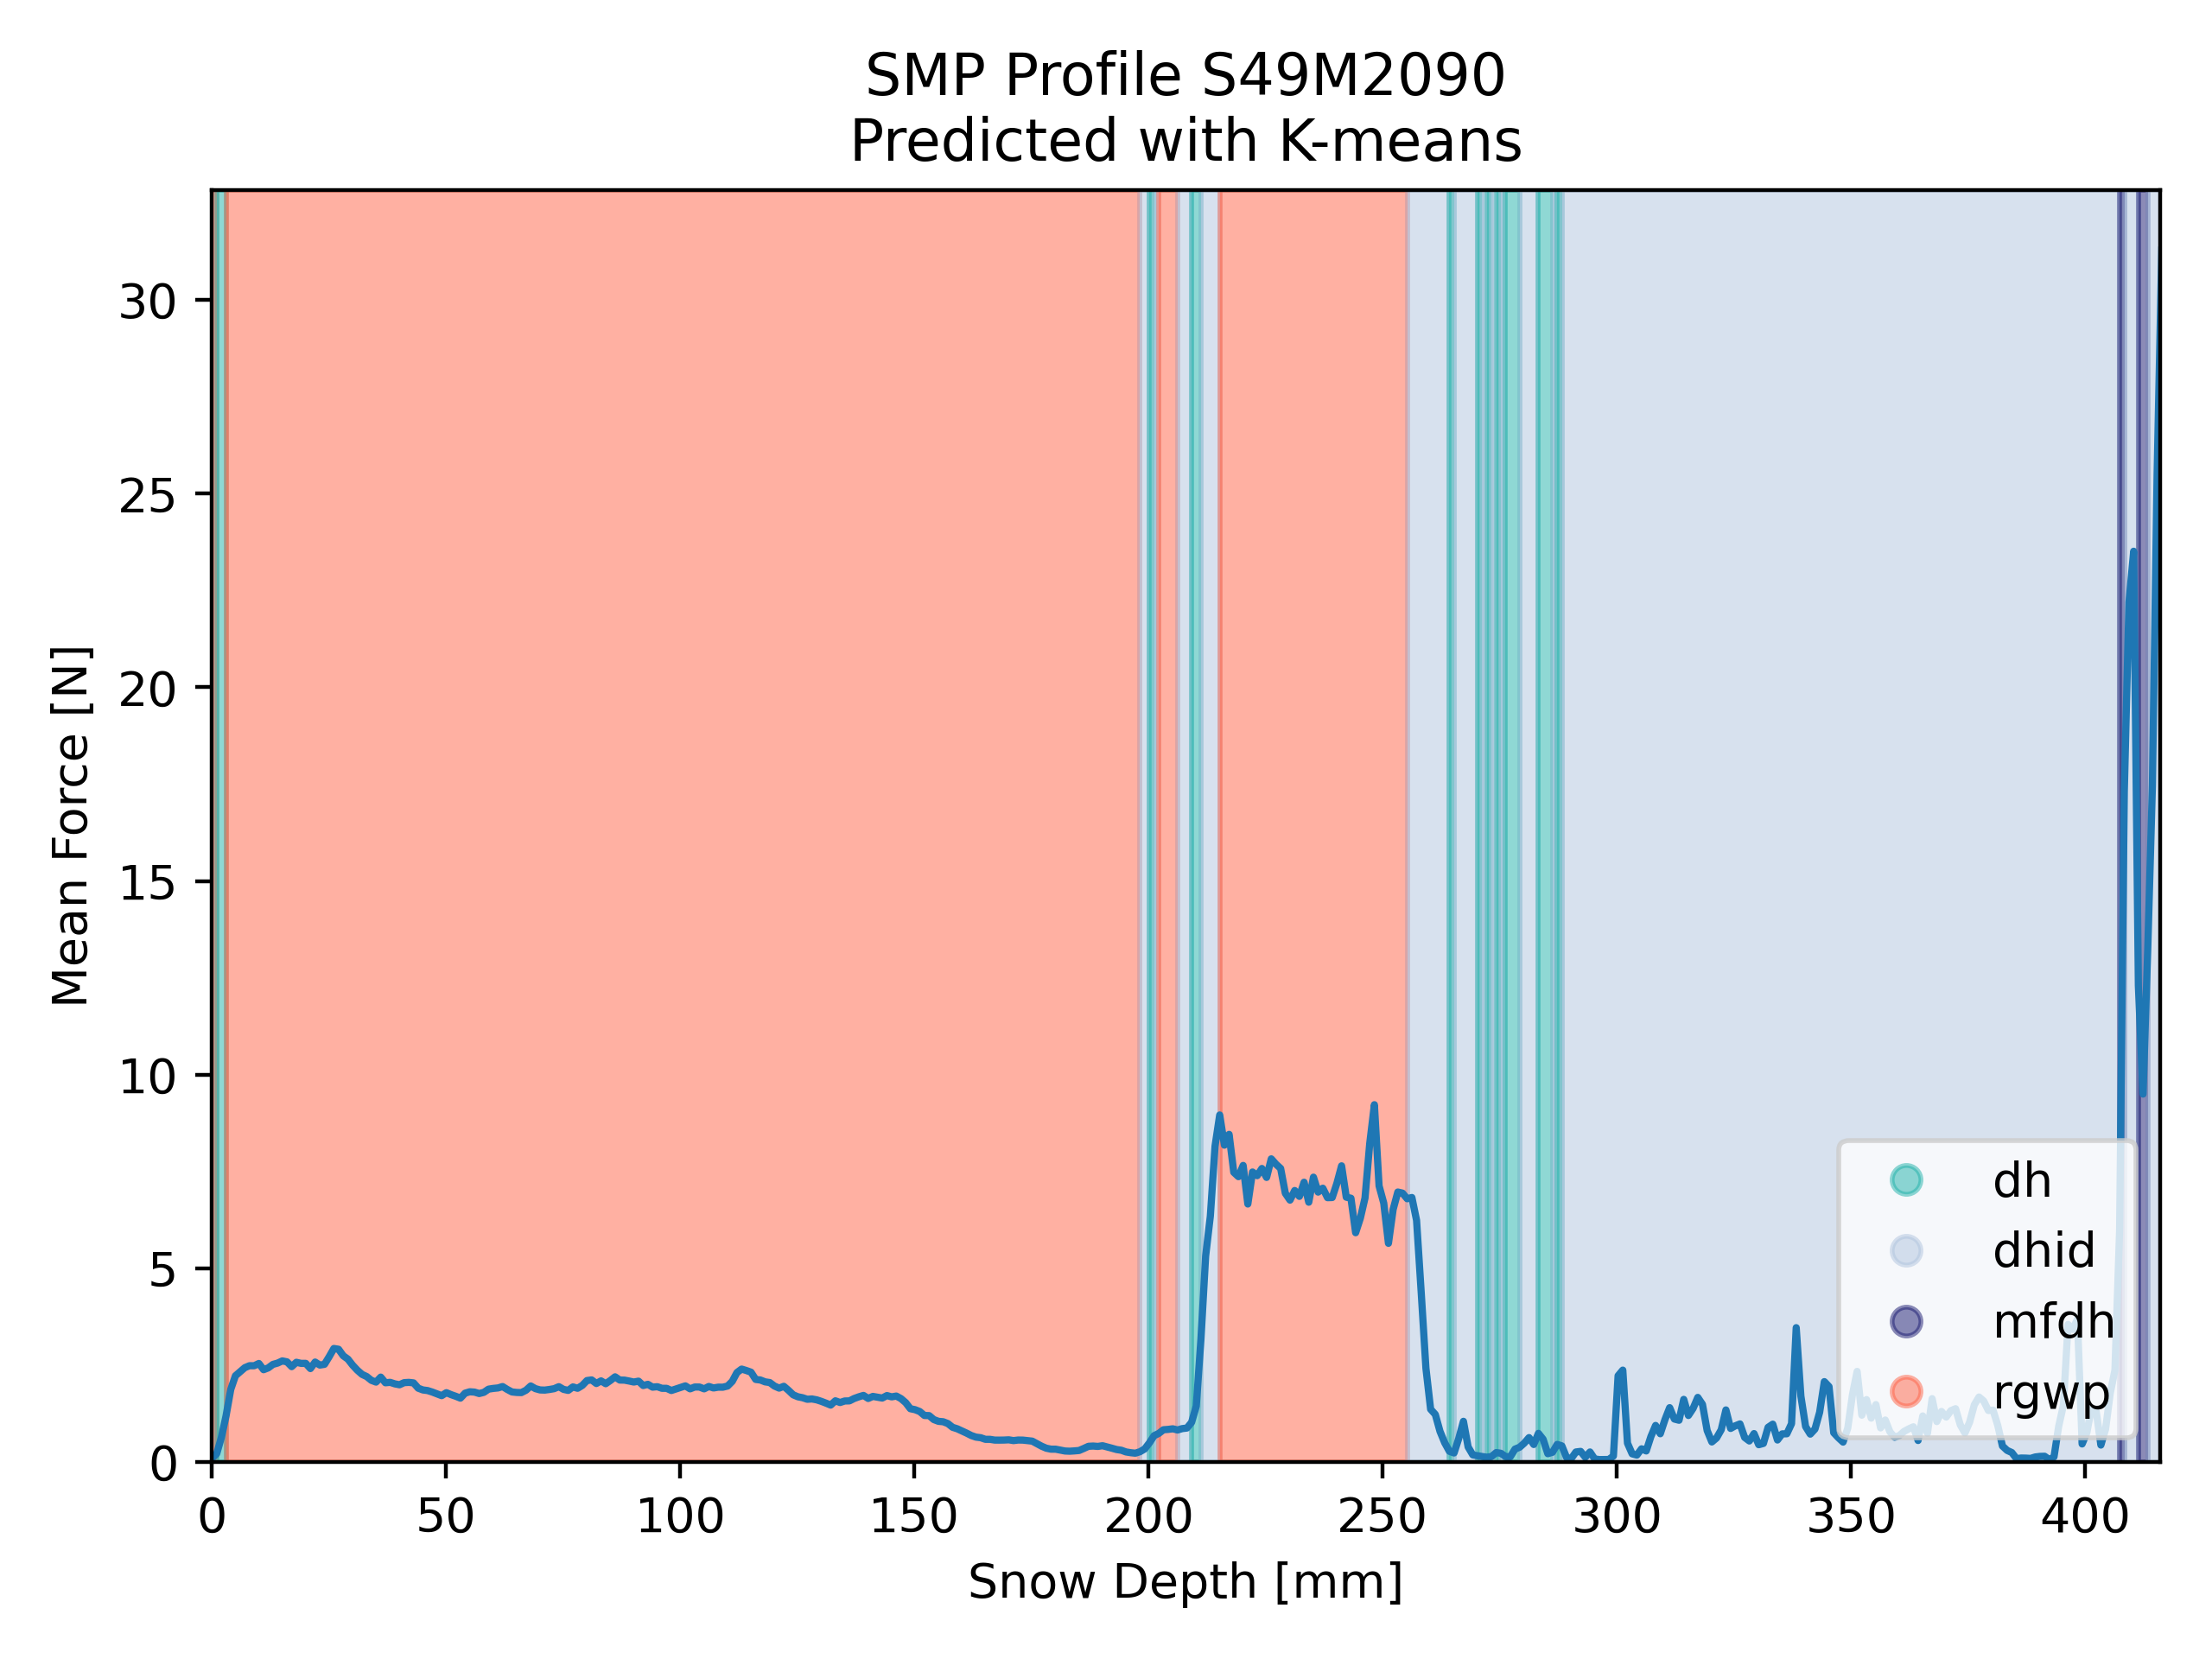 SMP Profile S49M2090
Predicted with K-means
Mean Force [N]
30
25
20
15
10
5
0
dh
dhid
mfdh
rgwp
0 50 100 150 200 250 300 350 400
Snow Depth [mm]